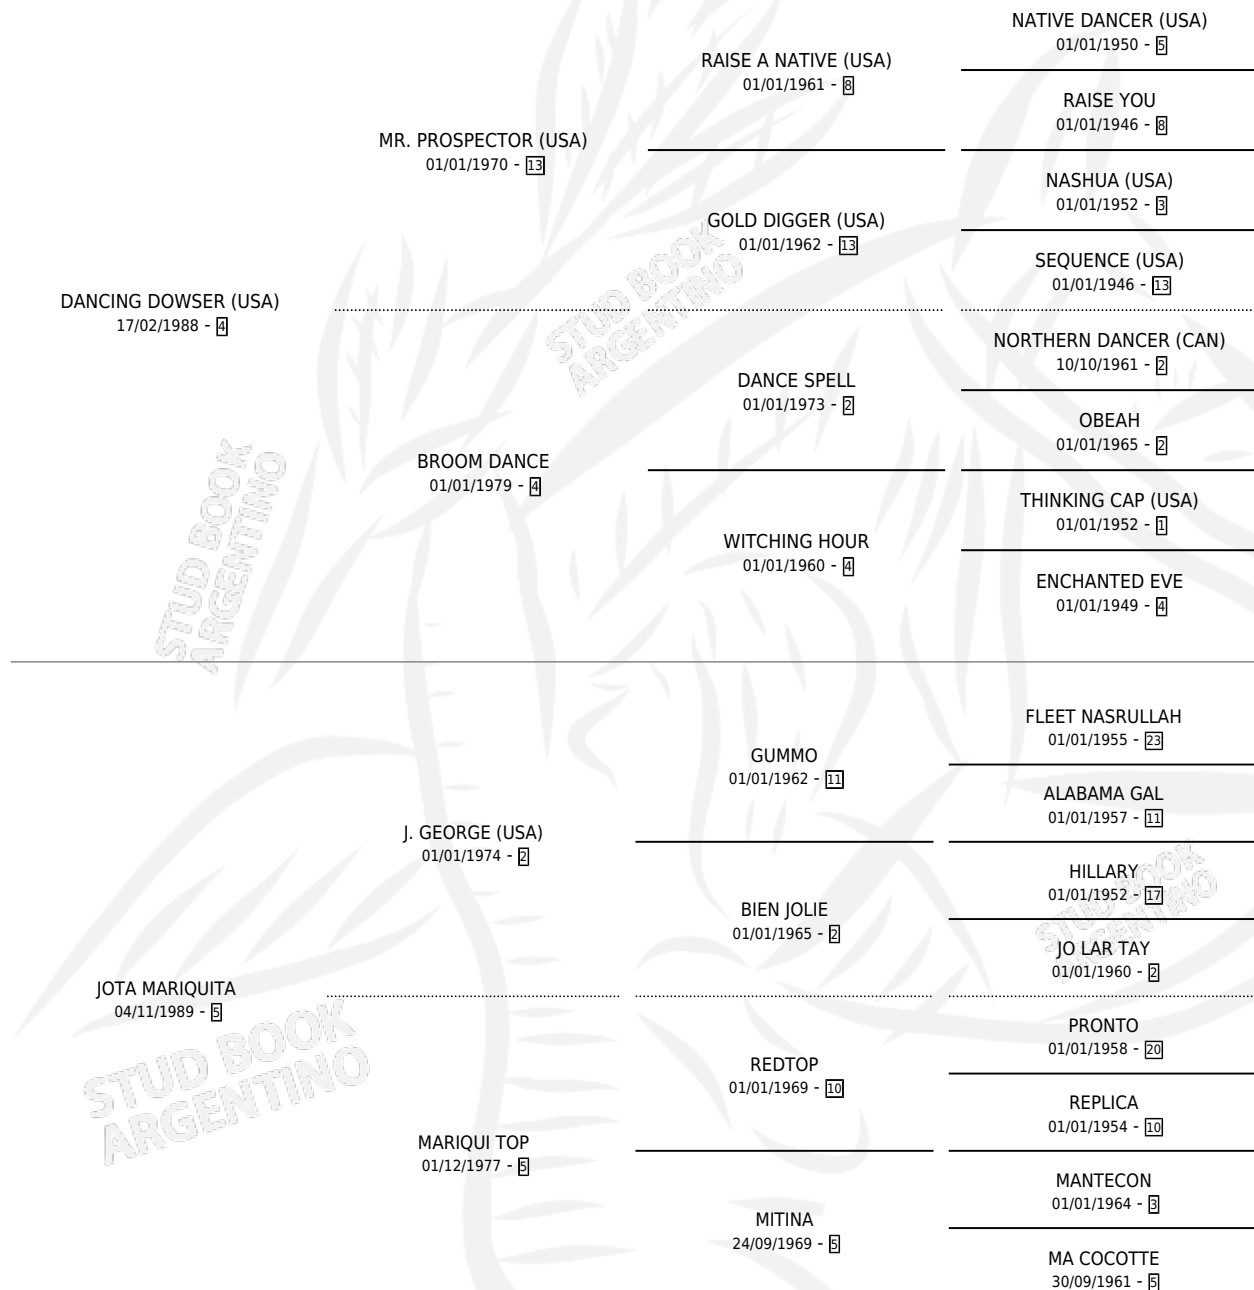 NATIVE DANCER (USA)
01/01/1950 - 5
RAISE A NATIVE (USA)
01/01/1961 - 8
RAISE YOU
01/01/1946 - 8
MR. PROSPECTOR (USA)
01/01/1970 - 13
NASHUA (USA)
01/01/1952 - 3
GOLD DIGGER (USA)
01/01/1962 - 13
SEQUENCE (USA)
01/01/1946 - 13
DANCING DOWSER (USA)
17/02/1988 - 4
STUD BOOK
ARGENTINO
NORTHERN DANCER (CAN)
10/10/1961 - 2
DANCE SPELL
01/01/1973 - 2
OBEAH
01/01/1965 - 2
BROOM DANCE
01/01/1979 - 4
THINKING CAP (USA)
01/01/1952 - 1
WITCHING HOUR
01/01/1960 - 4
ENCHANTED EVE
01/01/1949 - 4
STUD BOOK
ARGENTINO
FLEET NASRULLAH
01/01/1955 - 23
GUMMO
01/01/1962 - 11
ALABAMA GAL
01/01/1957 - 11
J. GEORGE (USA)
01/01/1974 - 2
HILLARY
01/01/1952 - 17
BIEN JOLIE
01/01/1965 - 2
STUD BOOK
ARGENTINO
JO LAR TAY
01/01/1960 - 2
JOTA MARIQUITA
04/11/1989 - 5
STUD BOOK
ARGENTINO
PRONTO
01/01/1958 - 20
REDTOP
01/01/1969 - 10
REPLICA
01/01/1954 - 10
MARIQUI TOP
01/12/1977 - 5
MANTECON
01/01/1964 - 3
MITINA
24/09/1969 - 5
MA COCOTTE
30/09/1961 - 5